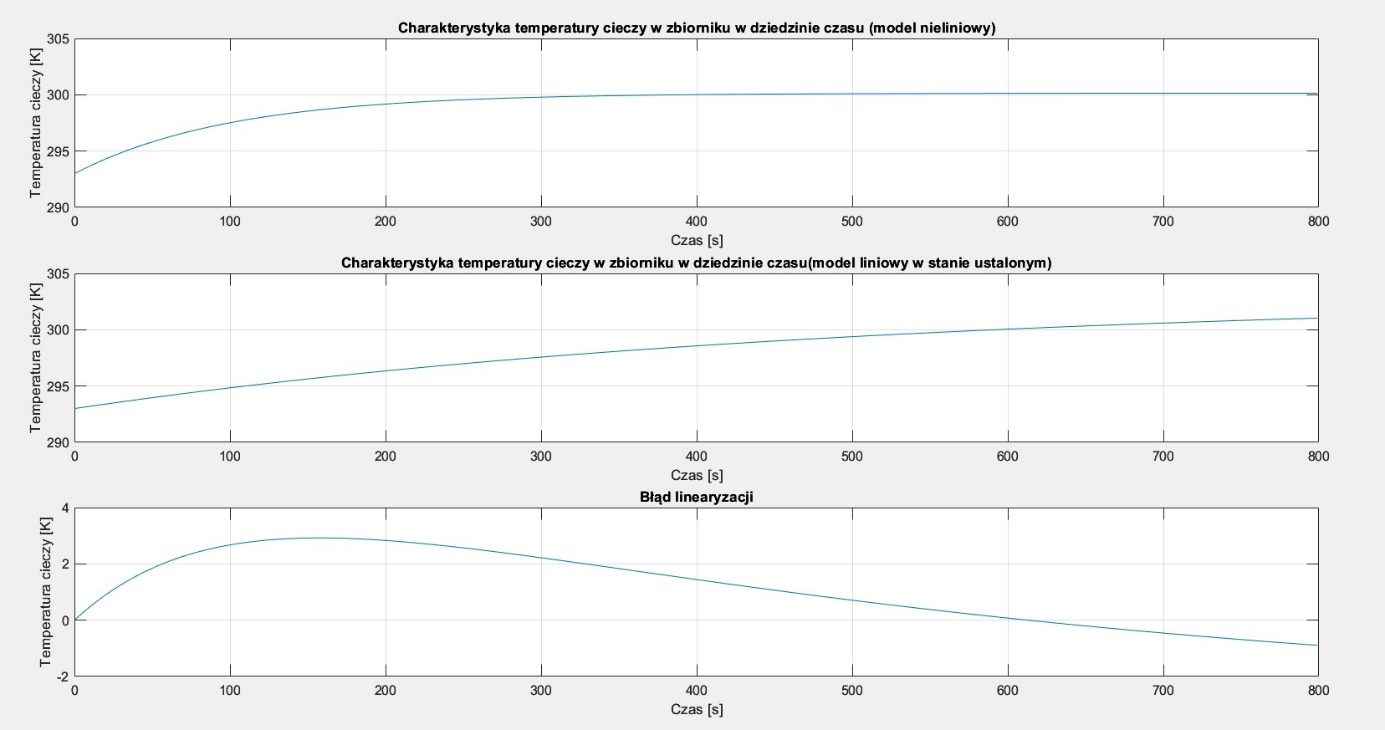 Charakterystyka temperatury cieczy w zbiorniku w dziedzinie czasu (model nieliniowy)
305
300
295
290
Temperatura cieczy [K]
0 100 200 300 400 500 600 700 800
Czas [s]
Charakterystyka temperatury cieczy w zbiorniku w dziedzinie czasu(model liniowy w stanie ustalonym)
305
300
295
290
Temperatura cieczy [K]
0 100 200 300 400 500 600 700 800
Czas [s]
Błąd linearyzacji
4
2
0
-2
Temperatura cieczy [K]
0 100 200 300 400 500 600 700 800
Czas [s]